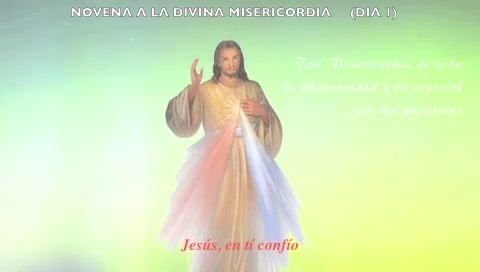 NOVENA A LA DIVINA MISERICORDIA (DIA 1)
Ten Misericordia de toda
la Humanidad y en especial
por los pecadores
Jesús, en tí confío